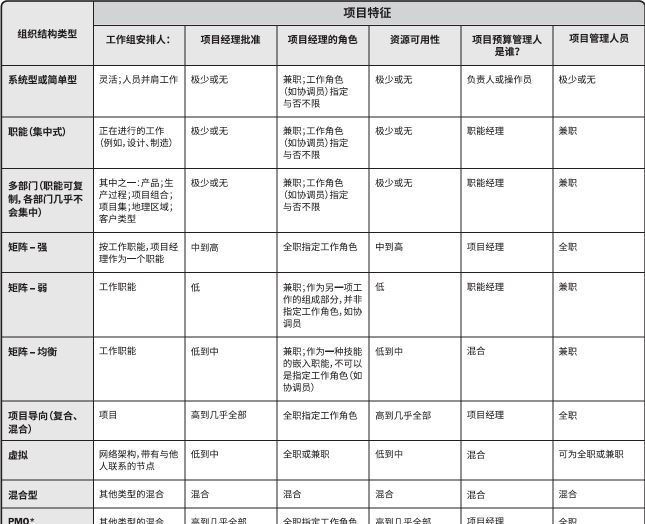 组织结构类型
项目特征
工作组安排人：
项目经理批准
项目经理的角色
资源可用性
项目预算管理人
是谁？
项目管理人员
系统型或简单型
灵活；人员并肩工作
极少或无
兼职；工作角色
（如协调员）指定
与否不限
极少或无
负责人或操作员
极少或无
职能（集中式）
正在进行的工作
（例如，设计、制造）
极少或无
兼职；工作角色
（如协调员）指定
与否不限
极少或无
职能经理
兼职
多部门（职能可复
制，各部门几乎不
会集中）
其中之一：产品；生
产过程；项目组合；
项目集；地理区域；
客户类型
极少或无
兼职；工作角色
（如协调员）指定
与否不限
极少或无
职能经理
兼职
矩阵 – 强
按工作职能，项目经
理作为一个职能
中到高
全职指定工作角色
中到高
项目经理
全职
矩阵 – 弱
工作职能
低
兼职；作为另一项工
作的组成部分，并非
指定工作角色，如协
调员
低
职能经理
兼职
矩阵 – 均衡
工作职能
低到中
兼职；作为一种技能
的嵌入职能，不可以
是指定工作角色（如
协调员）
低到中
混合
兼职
项目导向（复合、
混合）
项目
高到几乎全部
全职指定工作角色
高到几乎全部
项目经理
全职
虚拟
网络架构，带有与他
人联系的节点
低到中
全职或兼职
低到中
混合
可为全职或兼职
混合型
其他类型的混合
混合
混合
混合
混合
混合
PMO*
其他类型的混合
高到几乎全部
全职指定工作角色
高到几乎全部
项目经理
全职